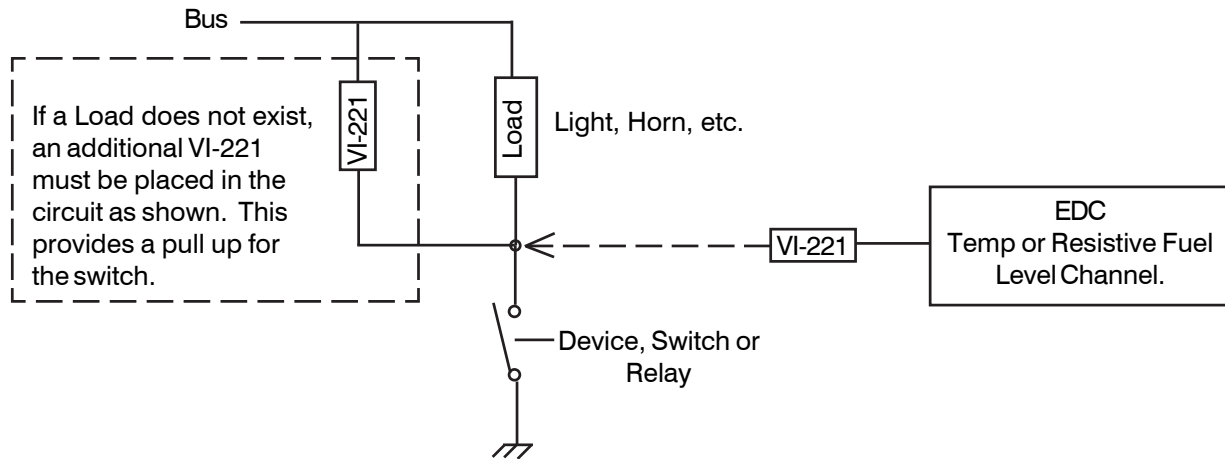 Bus
If a Load does not exist,
an additional VI-221
must be placed in the
circuit as shown. This
provides a pull up for
the switch.
VI-221
Load
Light, Horn, etc.
VI-221
EDC
Temp or Resistive Fuel
Level Channel.
Device, Switch or
Relay